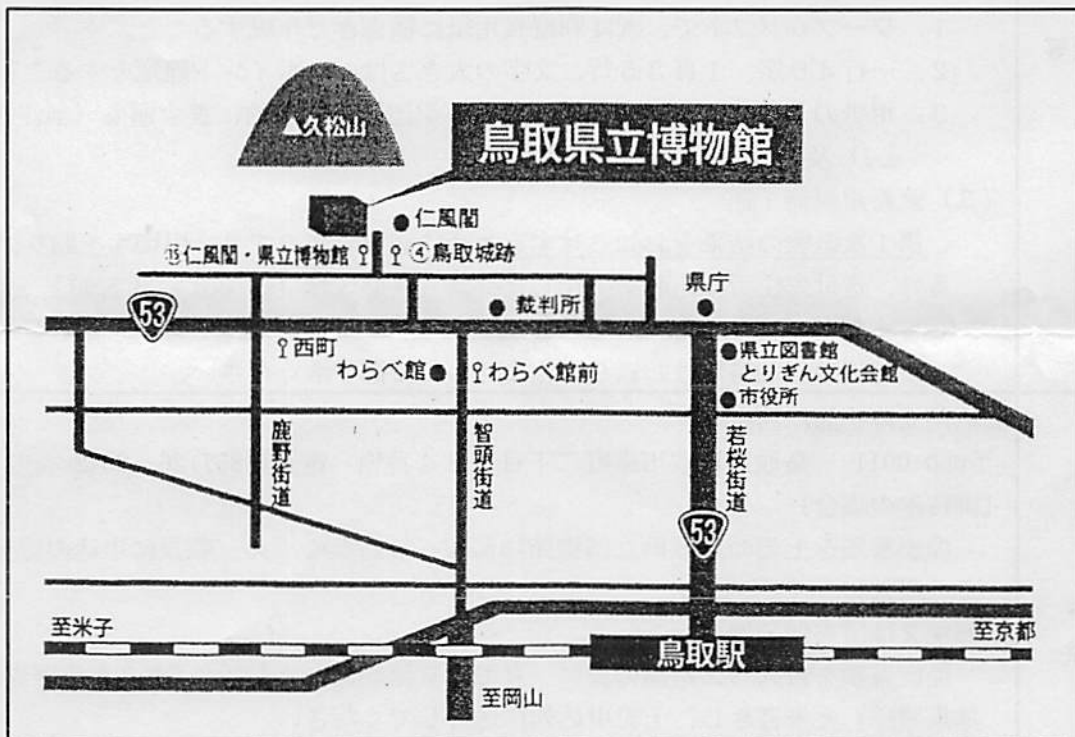 ▲久松山
鳥取県立博物館
仁風閣
⑮仁風閣・県立博物館
④鳥取城跡
県庁
53
裁判所
西町
わらべ館
わらべ館前
県立図書館
とりぎん文化会館
市役所
鹿野街道
智頭街道
若桜街道
53
至米子
至京都
鳥取駅
至岡山